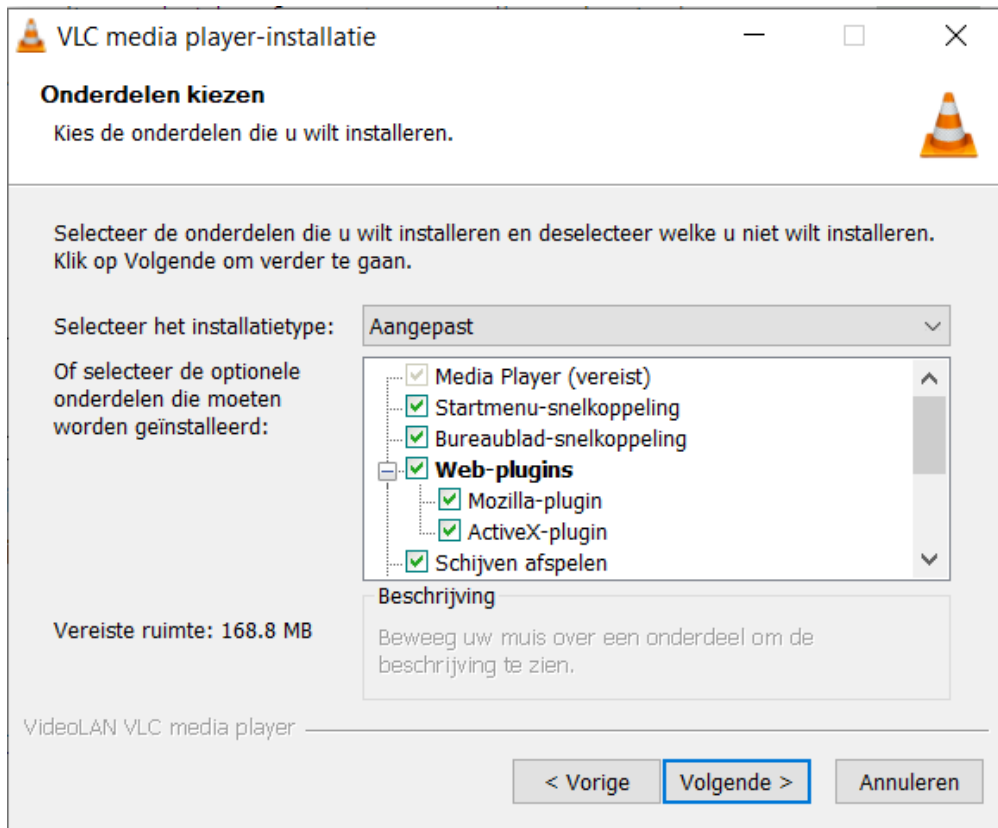 VLC media player-installatie
Onderdelen kiezen
Kies de onderdelen die u wilt installeren.
Selecteer de onderdelen die u wilt installeren en deselecteer welke u niet wilt installeren.
Klik op Volgende om verder te gaan.
Selecteer het installatietype:
Aangepast
Of selecteer de optionele
onderdelen die moeten
worden geïnstalleerd:
Media Player (vereist)
Startmenu-snelkoppeling
Bureaublad-snelkoppeling
Web-plugins
Mozilla-plugin
ActiveX-plugin
Schijven afspelen
Vereiste ruimte: 168.8 MB
Beschrijving
Beweeg uw muis over een onderdeel om de
beschrijving te zien.
VideoLAN VLC media player
< Vorige
Volgende >
Annuleren